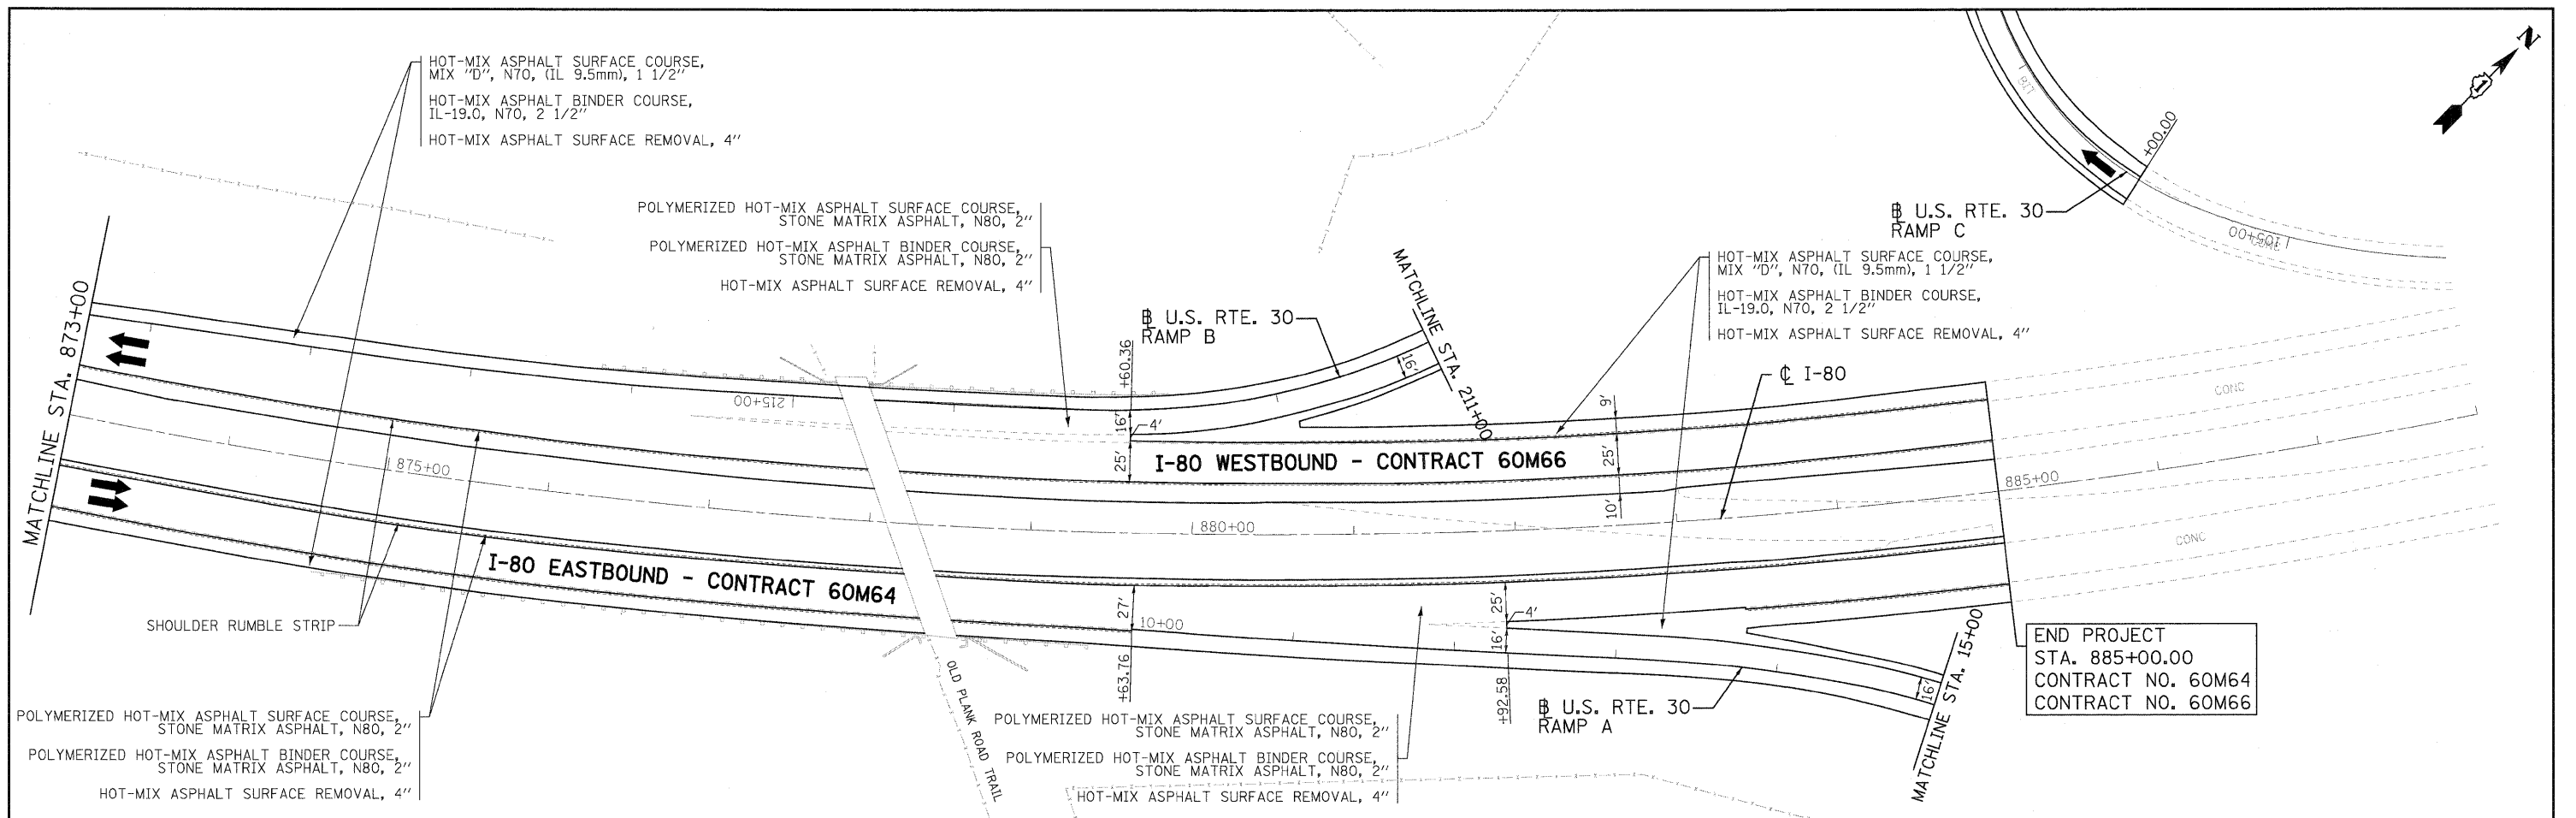 HOT-MIX ASPHALT SURFACE COURSE,
MIX "D", N70, (IL 9.5mm), 1 1/2"
HOT-MIX ASPHALT BINDER COURSE,
IL-19.0, N70, 2 1/2"
HOT-MIX ASPHALT SURFACE REMOVAL, 4"
N
1
BIT
+00.00
℄ U.S. RTE. 30
RAMP C
105+00
CONC
POLYMERIZED HOT-MIX ASPHALT SURFACE COURSE,
STONE MATRIX ASPHALT, N80, 2"
POLYMERIZED HOT-MIX ASPHALT BINDER COURSE,
STONE MATRIX ASPHALT, N80, 2"
HOT-MIX ASPHALT SURFACE REMOVAL, 4"
HOT-MIX ASPHALT SURFACE COURSE,
MIX "D", N70, (IL 9.5mm), 1 1/2"
HOT-MIX ASPHALT BINDER COURSE,
IL-19.0, N70, 2 1/2"
HOT-MIX ASPHALT SURFACE REMOVAL, 4"
MATCHLINE STA. 873+00
BL U.S. RTE. 30
RAMP B
MATCHLINE STA. 211+00
16'
+60.36
16'
4'
25'
215+00
℄ I-80
9'
25'
10'
CONC
I-80 WESTBOUND - CONTRACT 60M66
875+00
880+00
885+00
CONC
I-80 EASTBOUND - CONTRACT 60M64
27'
10+00
+63.76
25'
4'
16'
+92.58
SHOULDER RUMBLE STRIP
OLD PLANK ROAD TRAIL
16'
MATCHLINE STA. 15+00
BL U.S. RTE. 30
RAMP A
END PROJECT
STA. 885+00.00
CONTRACT NO. 60M64
CONTRACT NO. 60M66
POLYMERIZED HOT-MIX ASPHALT SURFACE COURSE,
STONE MATRIX ASPHALT, N80, 2"
POLYMERIZED HOT-MIX ASPHALT BINDER COURSE,
STONE MATRIX ASPHALT, N80, 2"
HOT-MIX ASPHALT SURFACE REMOVAL, 4"
POLYMERIZED HOT-MIX ASPHALT SURFACE COURSE,
STONE MATRIX ASPHALT, N80, 2"
POLYMERIZED HOT-MIX ASPHALT BINDER COURSE,
STONE MATRIX ASPHALT, N80, 2"
HOT-MIX ASPHALT SURFACE REMOVAL, 4"